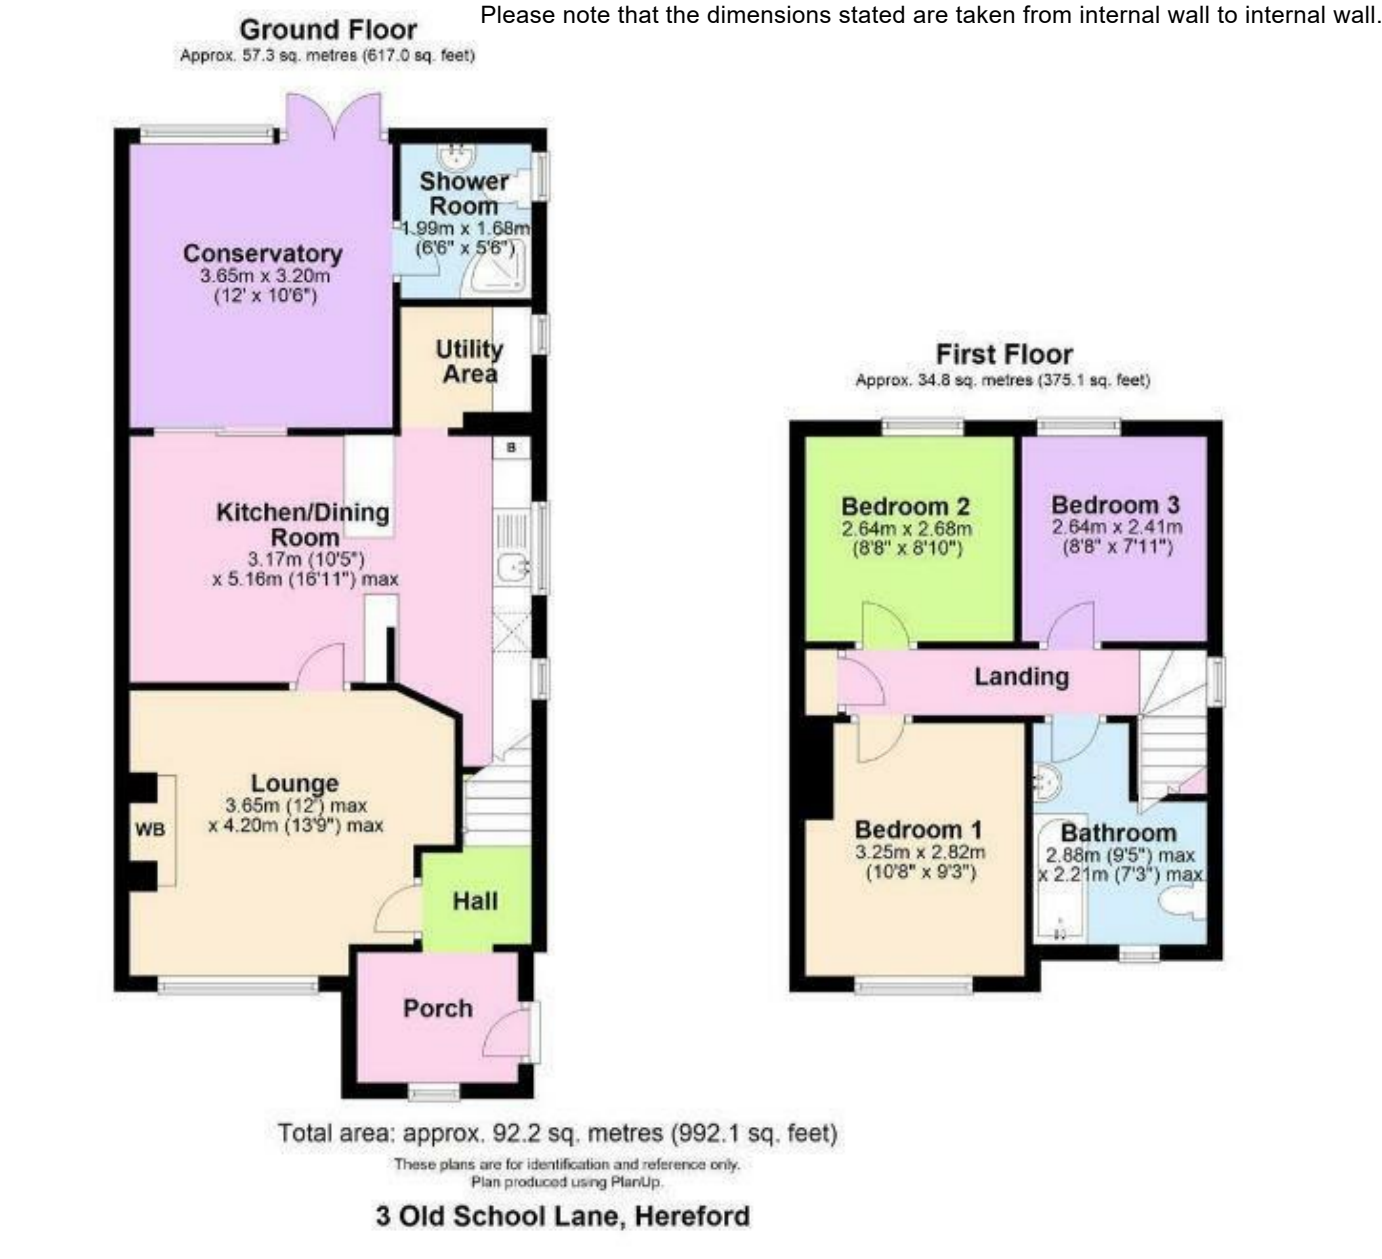 Please note that the dimensions stated are taken from internal wall to internal wall.
Ground Floor
Approx. 57.3 sq. metres (617.0 sq. feet)
Shower
Room
1.99m x 1.68m
(6'6" x 5'6")
Conservatory
3.65m x 3.20m
(12' x 10'6")
Utility
Area
B
Kitchen/Dining
Room
3.17m (10'5")
x 5.16m (16'11") max
Lounge
3.65m (12') max
x 4.20m (13'9") max
WB
Hall
Porch
First Floor
Approx. 34.8 sq. metres (375.1 sq. feet)
Bedroom 2
2.64m x 2.68m
(8'8" x 8'10")
Bedroom 3
2.64m x 2.41m
(8'8" x 7'11")
Landing
Bedroom 1
3.25m x 2.82m
(10'8" x 9'3")
Bathroom
2.88m (9'5") max
x 2.21m (7'3") max
Total area: approx. 92.2 sq. metres (992.1 sq. feet)
These plans are for identification and reference only.
Plan produced using PlanUp.
3 Old School Lane, Hereford